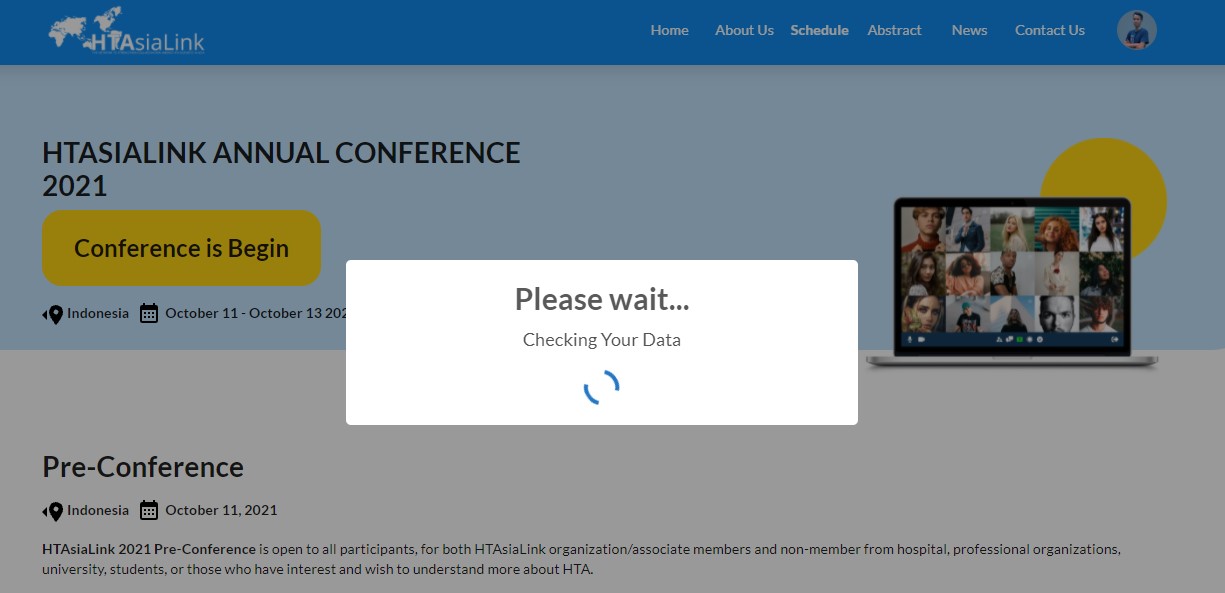 HTAsiaLink
Home About Us Schedule Abstract News Contact Us
HTASIALINK ANNUAL CONFERENCE
2021
Conference is Begin
Indonesia October 11 - October 13 202
Please wait...
Checking Your Data
Pre-Conference
Indonesia October 11, 2021
HTAsiaLink 2021 Pre-Conference is open to all participants, for both HTAsiaLink organization/associate members and non-member from hospital, professional organizations,
university, students, or those who have interest and wish to understand more about HTA.